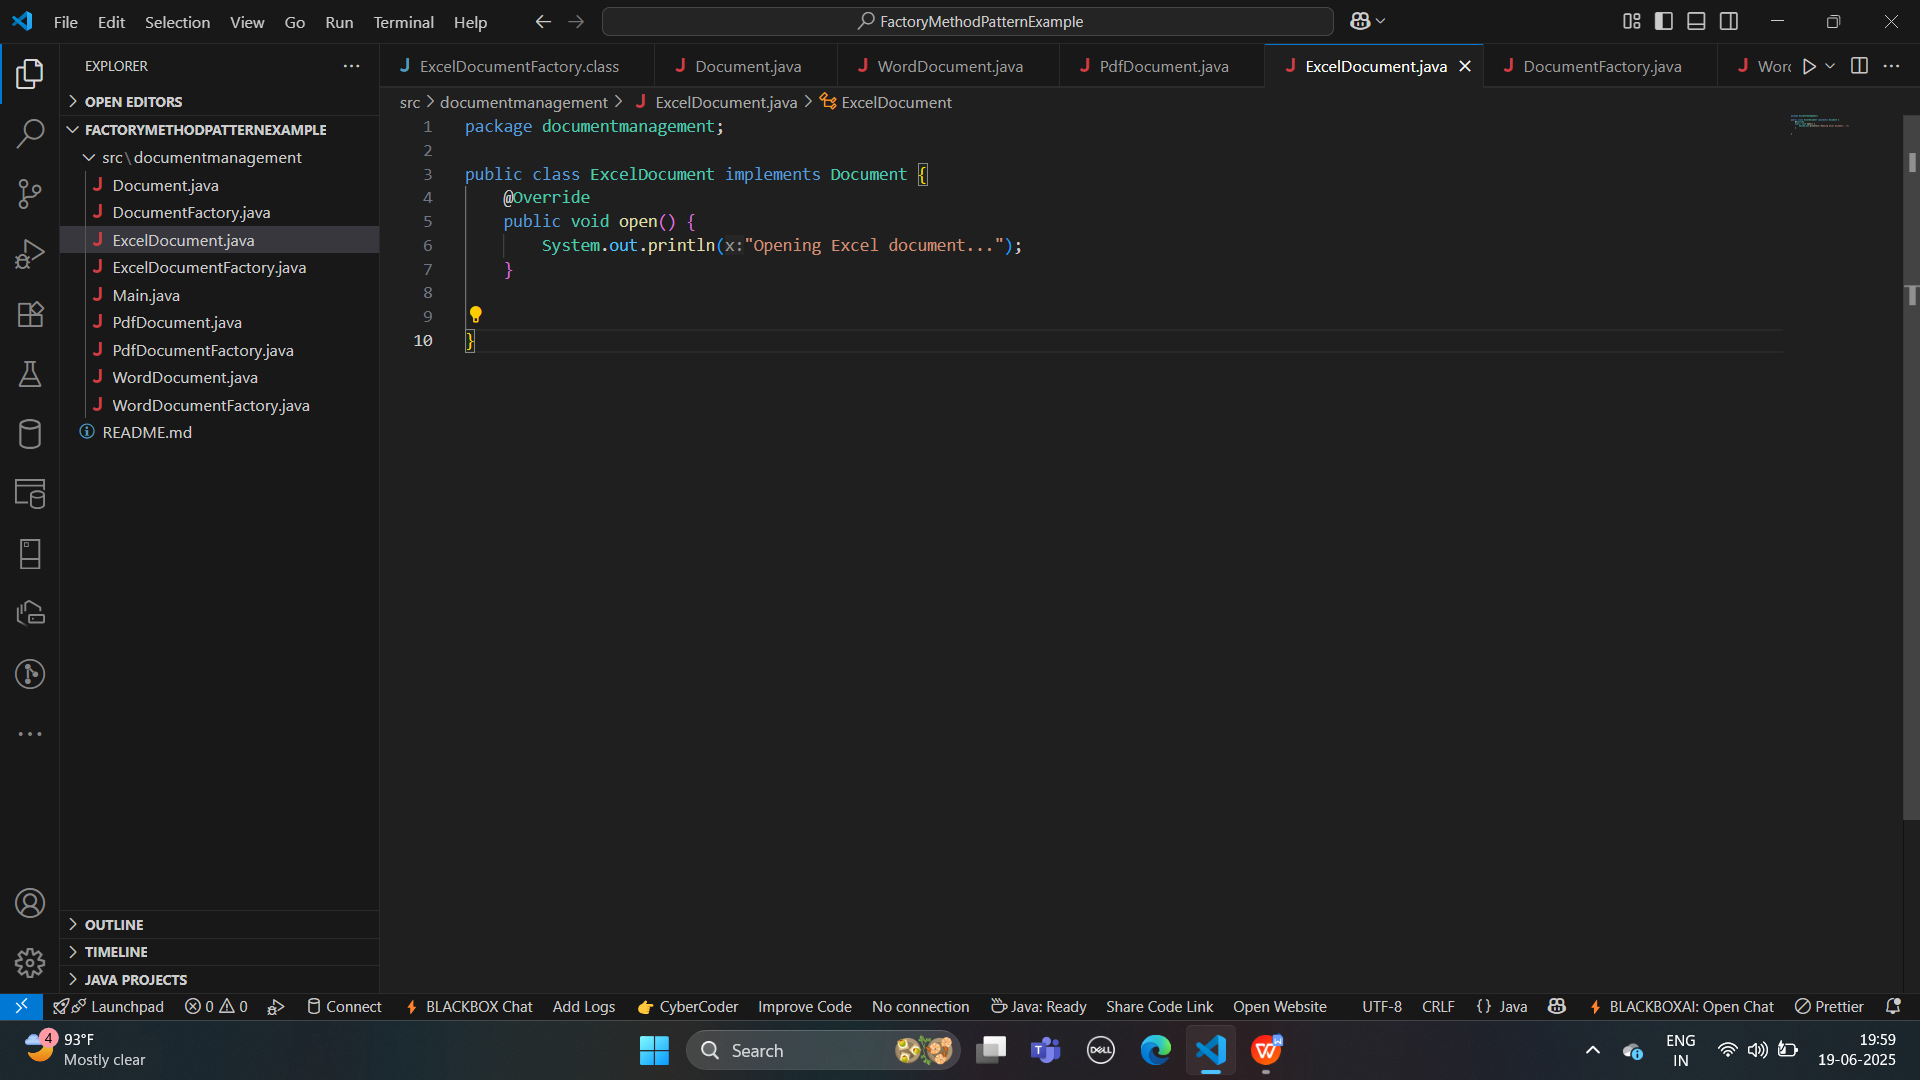 File Edit Selection View Go Run Terminal Help
FactoryMethodPatternExample
EXPLORER
OPEN EDITORS
FACTORYMETHODPATTERNEXAMPLE
src\documentmanagement
J Document.java
J DocumentFactory.java
J ExcelDocument.java
J ExcelDocumentFactory.java
J Main.java
J PdfDocument.java
J PdfDocumentFactory.java
J WordDocument.java
J WordDocumentFactory.java
README.md
OUTLINE
TIMELINE
JAVA PROJECTS
J ExcelDocumentFactory.class J Document.java J WordDocument.java J PdfDocument.java J ExcelDocument.java J DocumentFactory.java J Word
src > documentmanagement > J ExcelDocument.java > ExcelDocument
1 package documentmanagement;
2
3 public class ExcelDocument implements Document {
4 @Override
5 public void open() {
6 System.out.println(x:"Opening Excel document...");
7 }
8
9
10 }
Launchpad 0 0 Connect BLACKBOX Chat Add Logs CyberCoder Improve Code No connection Java: Ready Share Code Link Open Website UTF-8 CRLF {} Java BLACKBOXAI: Open Chat Prettier
4
93°F
Mostly clear
Search
T
DELL
W
W
ENG
IN
19:59
19-06-2025